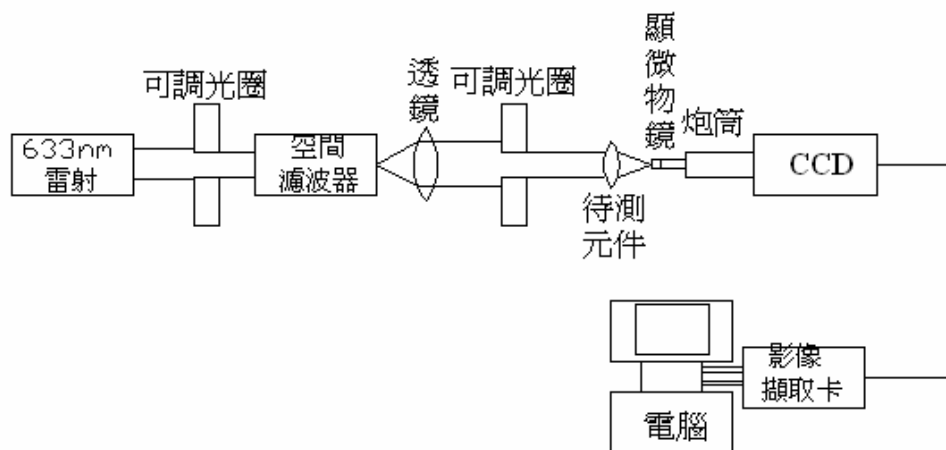 633nm
雷射
可調光圈
空間
濾波器
透鏡
可調光圈
待測
元件
顯微物鏡
炮筒
CCD
影像
擷取卡
電腦